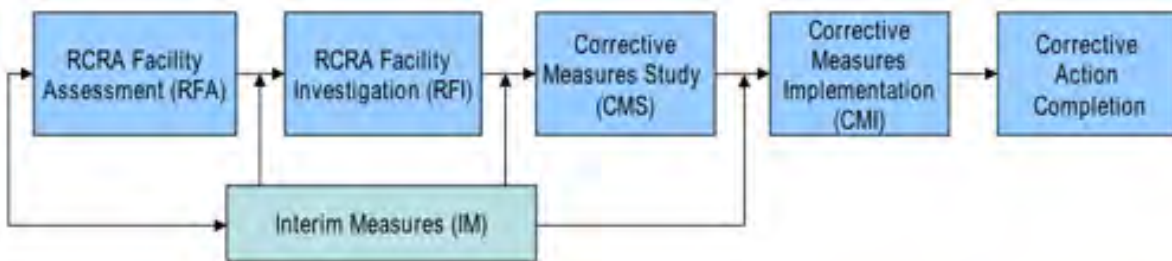 RCRA Facility
Assessment (RFA)
RCRA Facility
Investigation (RFI)
Corrective
Measures Study
(CMS)
Corrective
Measures
Implementation
(CMI)
Corrective
Action
Completion
Interim Measures (IM)